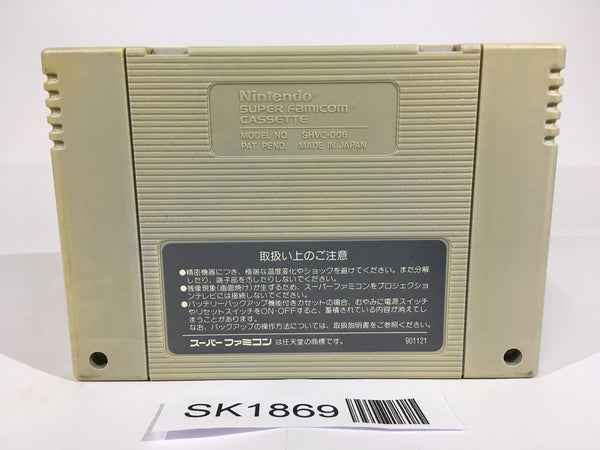 Nintendo®
SUPER FAMICOM®
CASSETTE
MODEL NO. SHVC-006
PAT. PEND. MADE IN JAPAN
取扱い上のご注意
●精密機器につき、極端な温度変化やショックを避けてください。また分解
したり、端子部を汚したりしないでください。
●残像現象(画面焼け)が生ずるため、スーパーファミコンをプロジェクショ
ンテレビには接続しないでください。
●バッテリーバックアップ機能付きカセットの場合、むやみに電源スイッチ
やリセットスイッチをON・OFFすると、蓄積されている内容が消えてし
まうことがあります。
なお、バックアップの操作方法については、取扱説明書をご参照ください。
スーパーファミコン は任天堂の商標です。 901121
SK1869